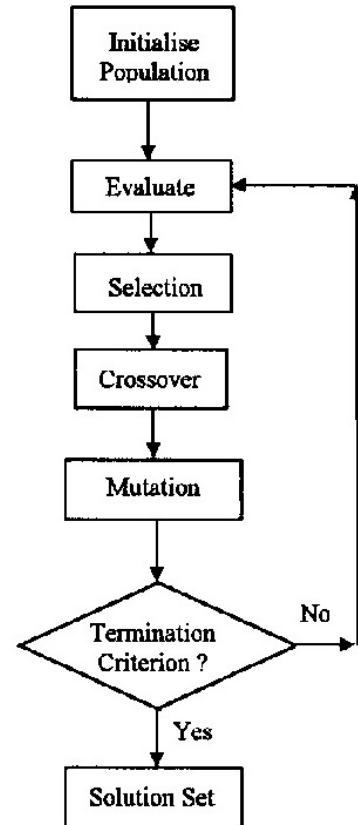 Initialise
Population
Evaluate
Selection
Crossover
Mutation
Termination
Criterion ?
No
Yes
Solution Set